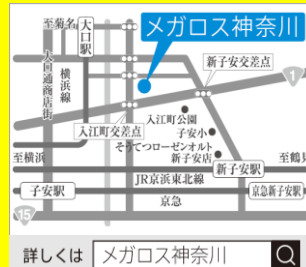 至菊名
大口駅
メガロス神奈川
大口通商店街
横浜線
新子安交差点
1
入江町公園
入江町交差点
子安小
そうてつローゼンオルト
新子安店
至横浜
新子安駅
至鶴見
JR京浜東北線
子安駅
京急新子安駅
京急
15
詳しくは メガロス神奈川